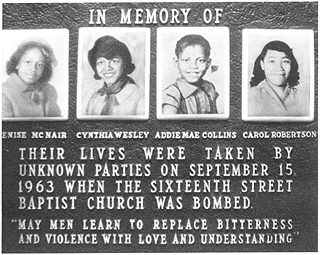 IN MEMORY OF
ENISE MCNAIR CYNTHIA WESLEY ADDIE MAE COLLINS CAROL ROBERTSON
THEIR LIVES WERE TAKEN BY
UNKNOWN PARTIES ON SEPTEMBER 15,
1963 WHEN THE SIXTEENTH STREET
BAPTIST CHURCH WAS BOMBED.
"MAY MEN LEARN TO REPLACE BITTERNESS
AND VIOLENCE WITH LOVE AND UNDERSTANDING"